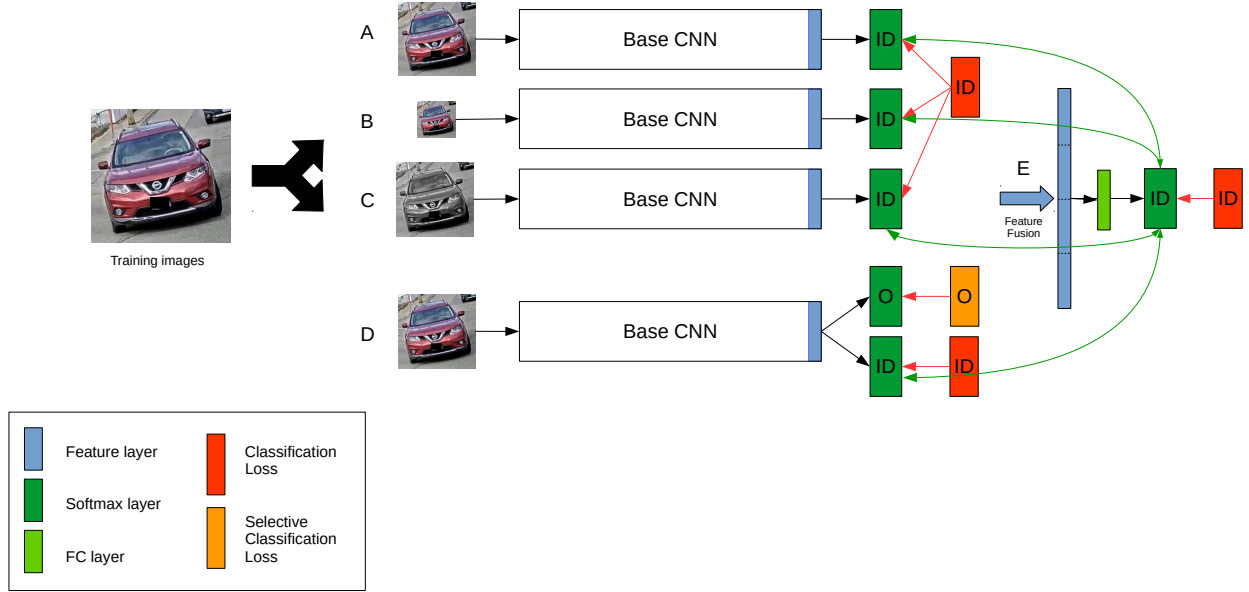 A
Base CNN
ID
ID
B
Base CNN
ID
C
Base CNN
ID
E
Feature
Fusion
ID
ID
Training images
D
Base CNN
O
O
ID
ID
Feature layer
Softmax layer
FC layer
Classification
Loss
Selective
Classification
Loss